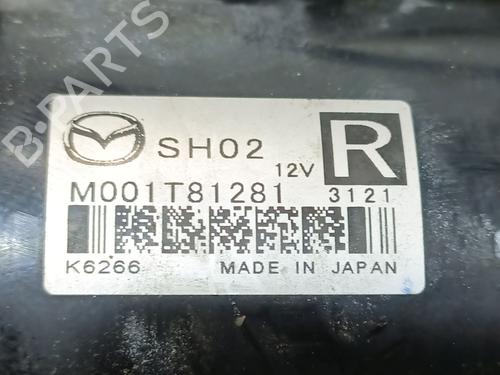 B-PARTS
SH02
12V
R
M001T81281
3121
K6266
MADE IN JAPAN